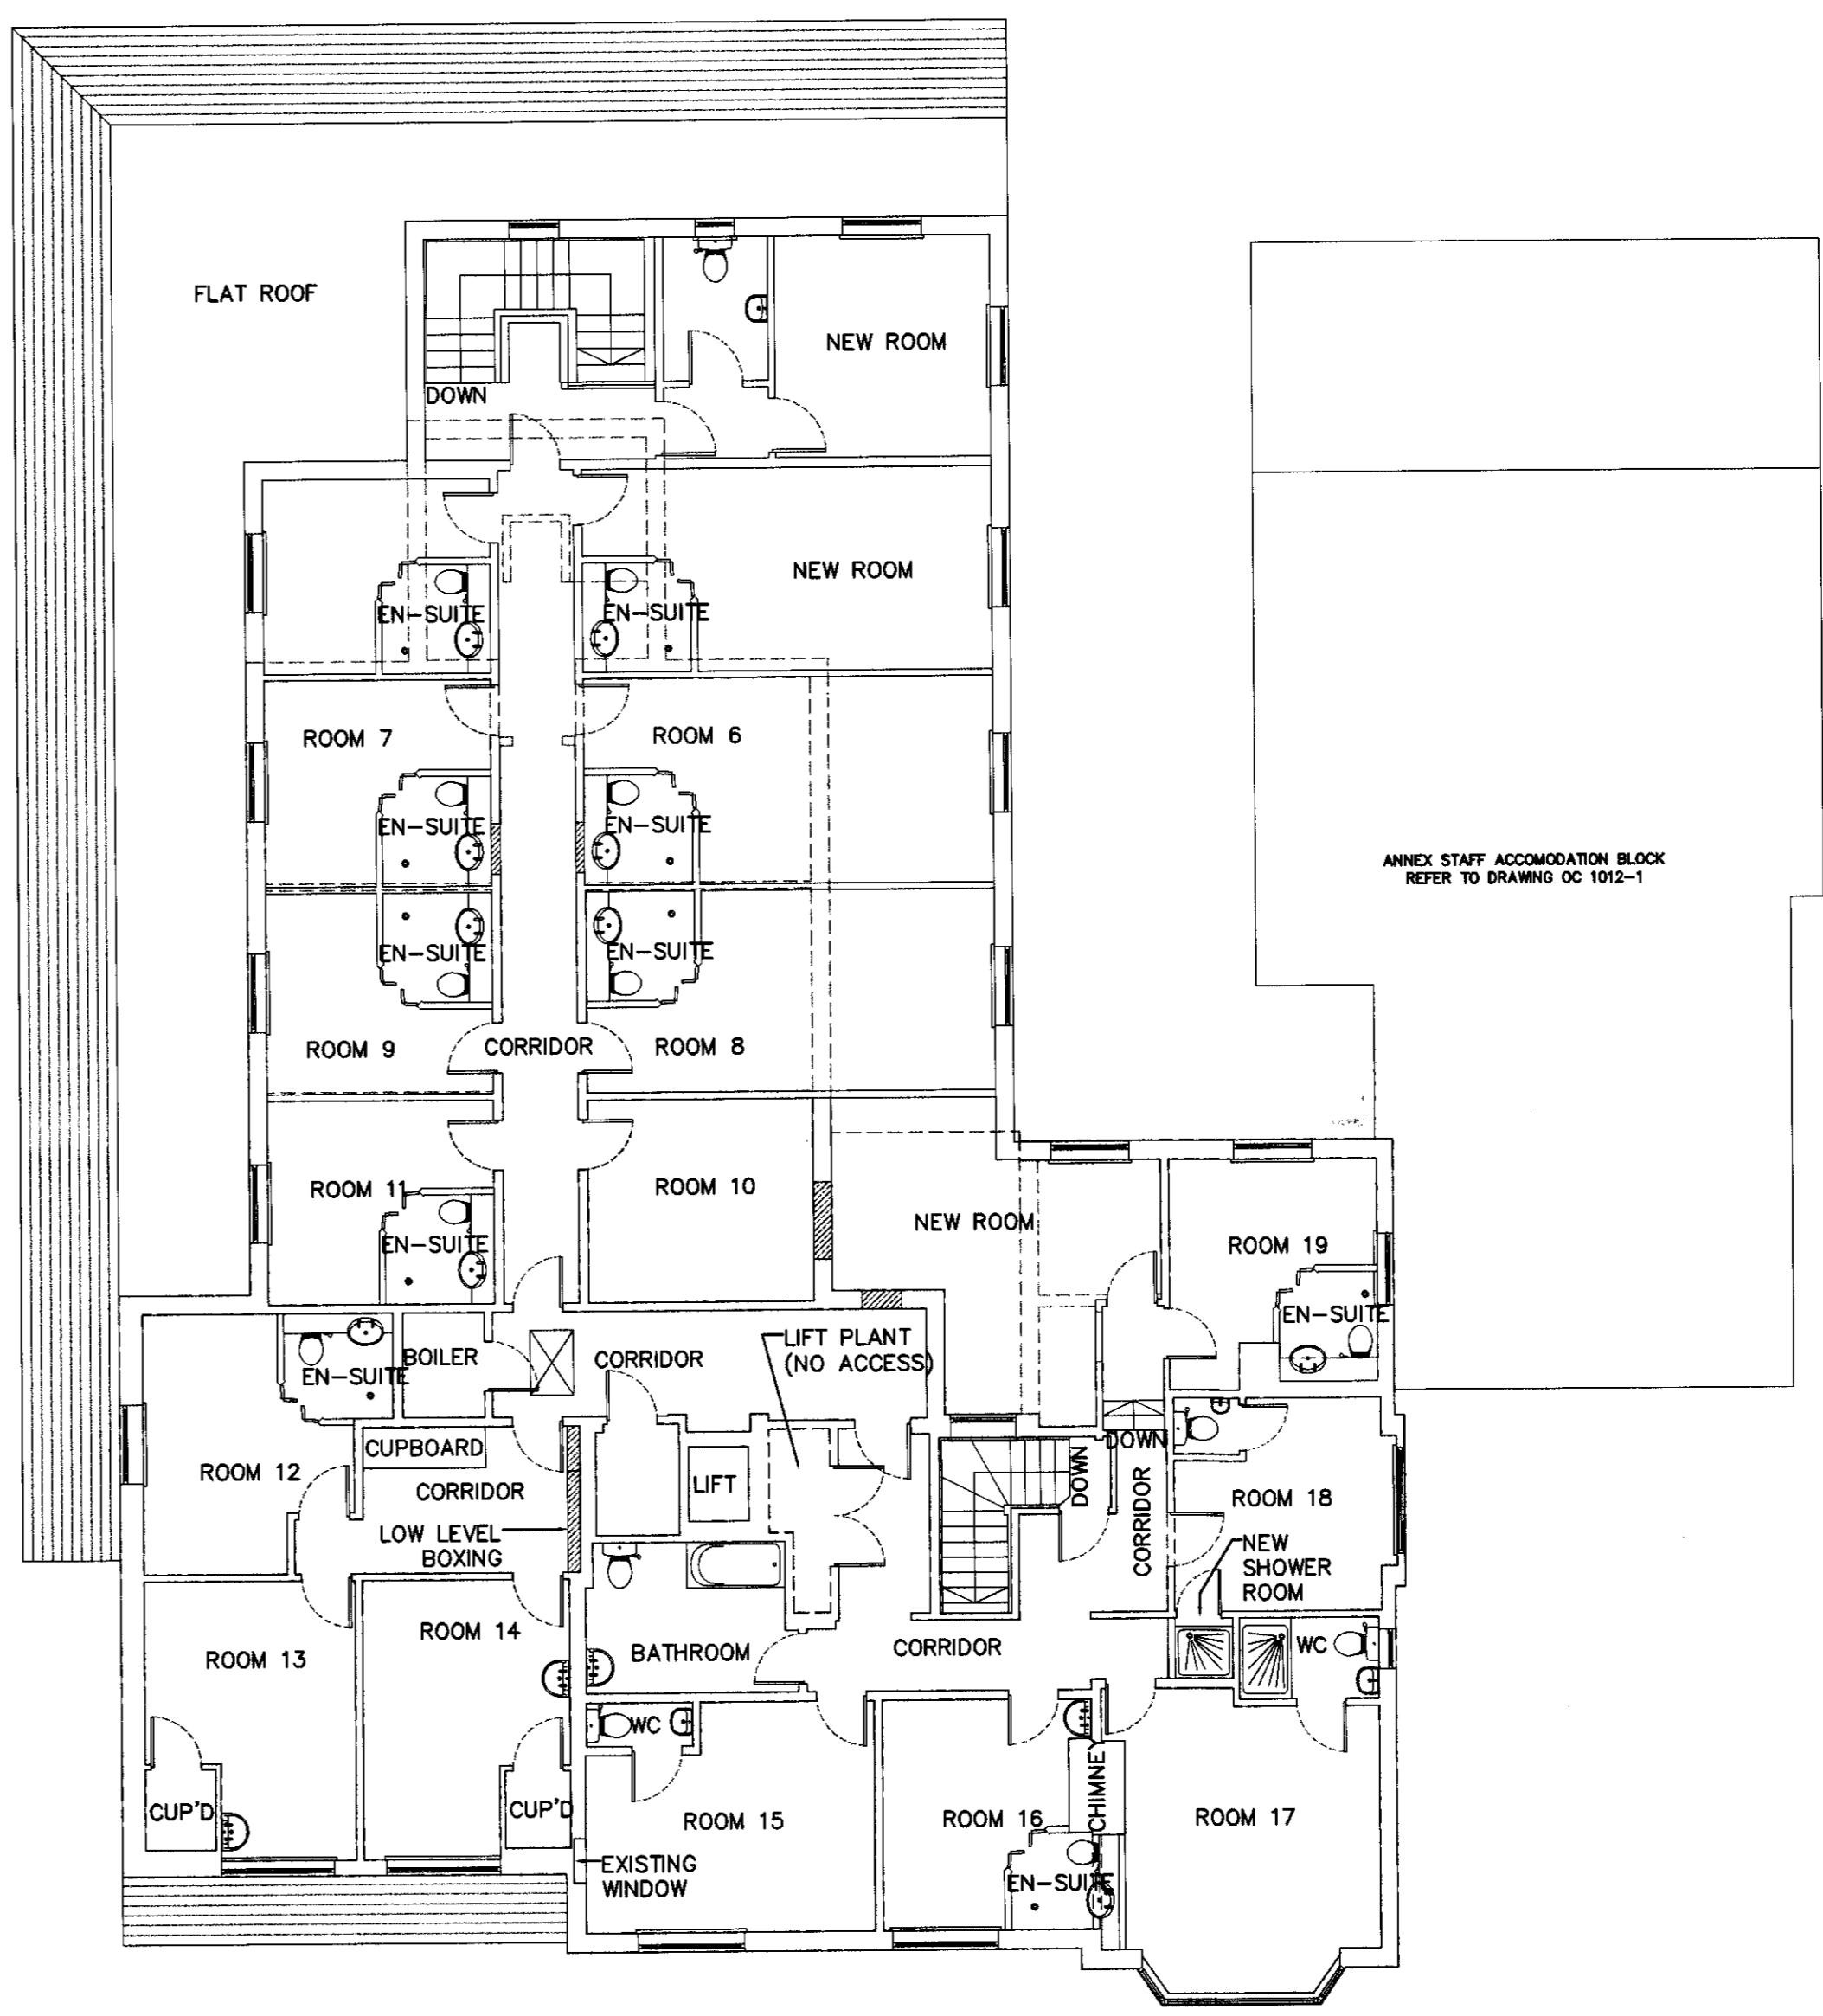 FLAT ROOF
NEW ROOM
DOWN
NEW ROOM
EN-SUITE
EN-SUITE
ROOM 7
ROOM 6
EN-SUITE
EN-SUITE
ANNEX STAFF ACCOMODATION BLOCK
REFER TO DRAWING OC 1012-1
EN-SUITE
EN-SUITE
ROOM 9
CORRIDOR
ROOM 8
ROOM 11
ROOM 10
NEW ROOM
EN-SUITE
ROOM 19
EN-SUITE
BOILER
EN-SUITE
CORRIDOR
LIFT PLANT
(NO ACCESS)
CUPBOARD
DOWN
DOWN
ROOM 12
CORRIDOR
LIFT
CORRIDOR
ROOM 18
LOW LEVEL
BOXING
NEW
SHOWER
ROOM
ROOM 14
ROOM 13
BATHROOM
CORRIDOR
WC
WC
CUP'D
CUP'D
CHIMNEY
ROOM 15
ROOM 16
ROOM 17
EXISTING
WINDOW
EN-SUITE